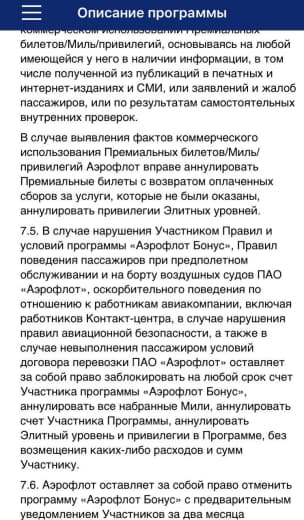 Описание программы
коммерческом использовании Премиальных
билетов/Миль/привилегий, основываясь на любой
имеющейся у него в наличии информации, в том
числе полученной из публикаций в печатных и
интернет-изданиях и СМИ, или заявлений и жалоб
пассажиров, или по результатам самостоятельных
внутренних проверок.
В случае выявления фактов коммерческого
использования Премиальных билетов/Миль/
привилегий Аэрофлот вправе аннулировать
Премиальные билеты с возвратом оплаченных
сборов за услуги, которые не были оказаны,
аннулировать привилегии Элитных уровней.
7.5. В случае нарушения Участником Правил и
условий программы «Аэрофлот Бонус», Правил
поведения пассажиров при предполетном
обслуживании и на борту воздушных судов ПАО
«Аэрофлот», оскорбительного поведения по
отношению к работникам авиакомпании, включая
работников Контакт-центра, в случае нарушения
правил авиационной безопасности, а также в
случае невыполнения пассажиром условий
договора перевозки ПАО «Аэрофлот» оставляет
за собой право заблокировать на любой срок счет
Участника программы «Аэрофлот Бонус»,
аннулировать все набранные Мили, аннулировать
счет Участника Программы, аннулировать
Элитный уровень и привилегии в Программе, без
возмещения каких-либо расходов и сумм
Участнику.
7.6. Аэрофлот оставляет за собой право отменить
программу «Аэрофлот Бонус» с предварительным
уведомлением Участников за два месяца